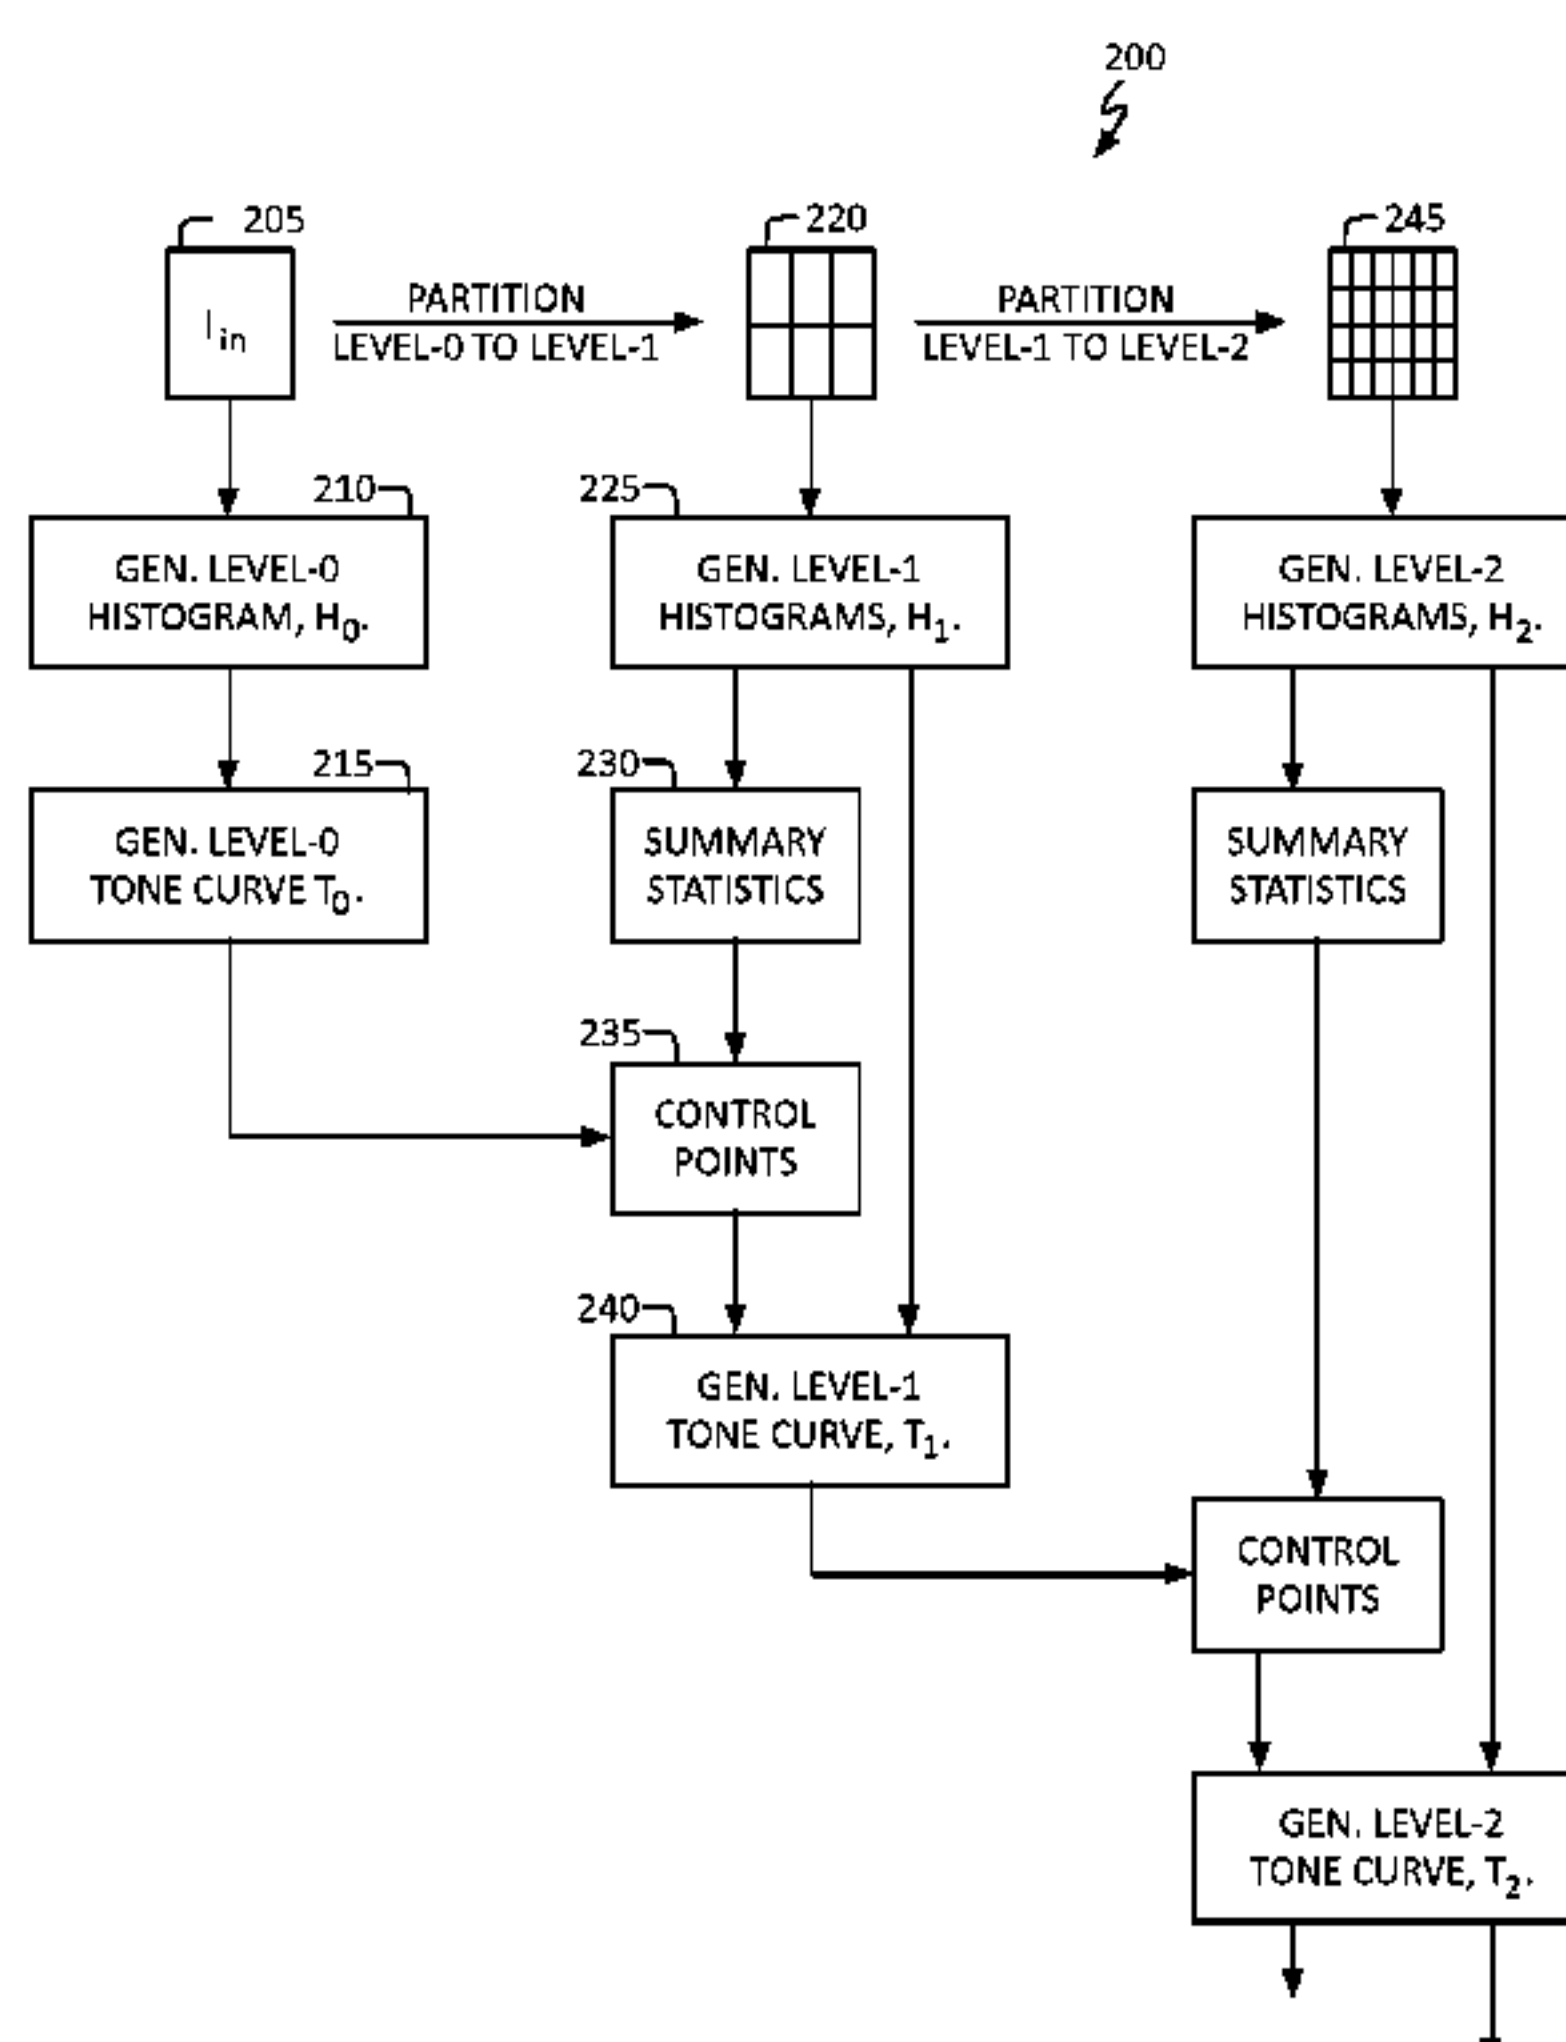 200
205
220
245
I_in
PARTITION
LEVEL-0 TO LEVEL-1
PARTITION
LEVEL-1 TO LEVEL-2
210
225
GEN. LEVEL-0
HISTOGRAM, H0.
GEN. LEVEL-1
HISTOGRAMS, H1.
GEN. LEVEL-2
HISTOGRAMS, H2.
215
230
GEN. LEVEL-0
TONE CURVE T0.
SUMMARY
STATISTICS
SUMMARY
STATISTICS
235
CONTROL
POINTS
240
GEN. LEVEL-1
TONE CURVE, T1.
CONTROL
POINTS
GEN. LEVEL-2
TONE CURVE, T2.